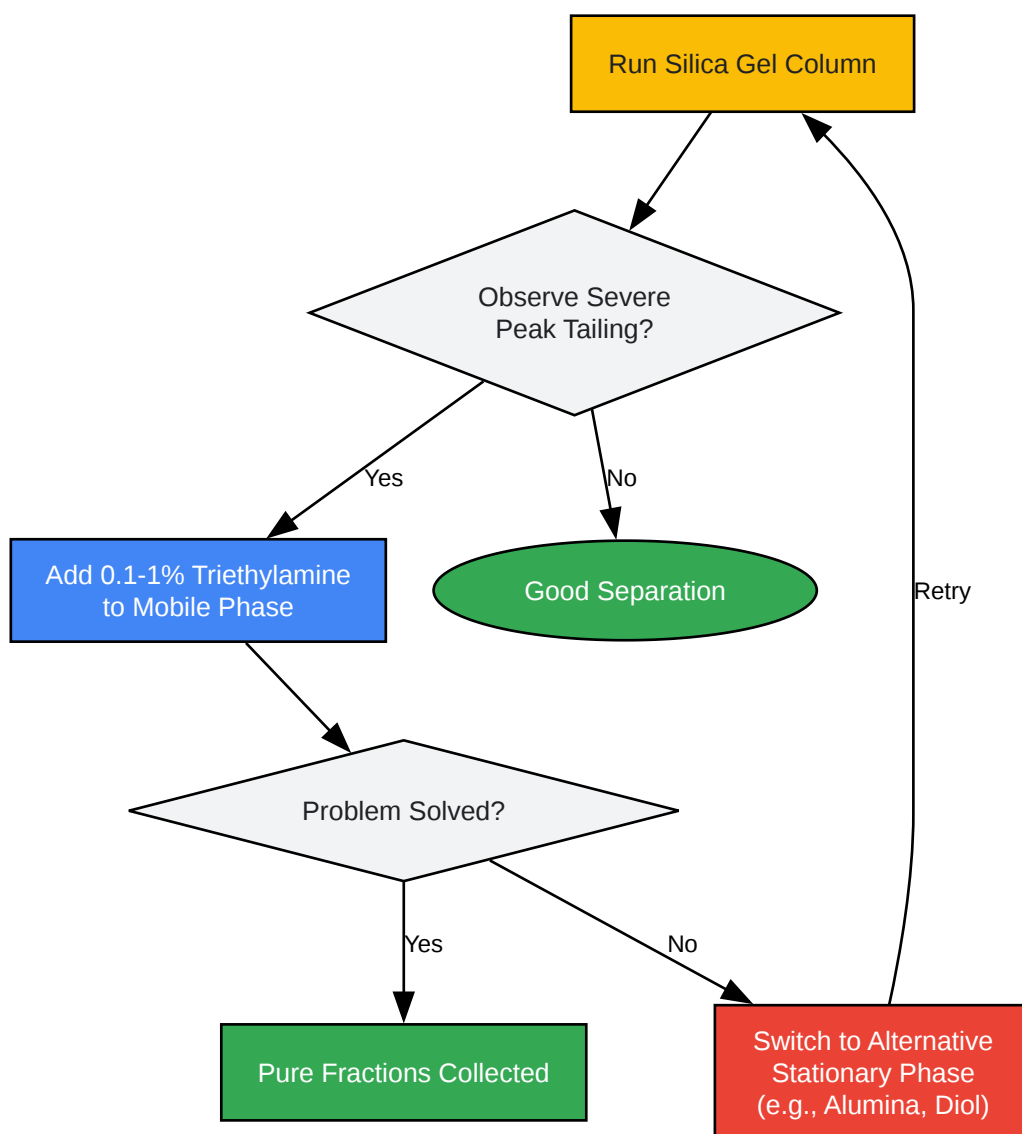 Run Silica Gel Column
Observe Severe
Peak Tailing?
Yes
No
Add 0.1-1% Triethylamine
to Mobile Phase
Good Separation
Retry
Problem Solved?
Yes
No
Pure Fractions Collected
Switch to Alternative
Stationary Phase
(e.g., Alumina, Diol)